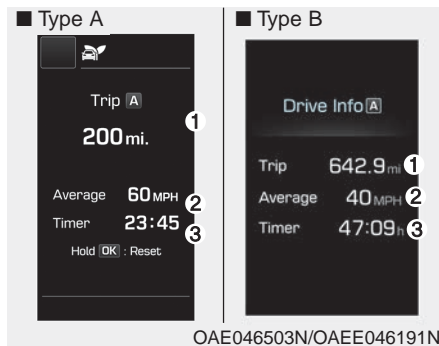 ■ Type A
Trip A
1
200 mi.
Average 60 MPH
2
Timer 23:45
3
Hold OK : Reset
■ Type B
Drive Info A
Trip 642.9 mi 1
Average 40 MPH 2
Timer 47:09 h 3
OAE046503N/OAEE046191N